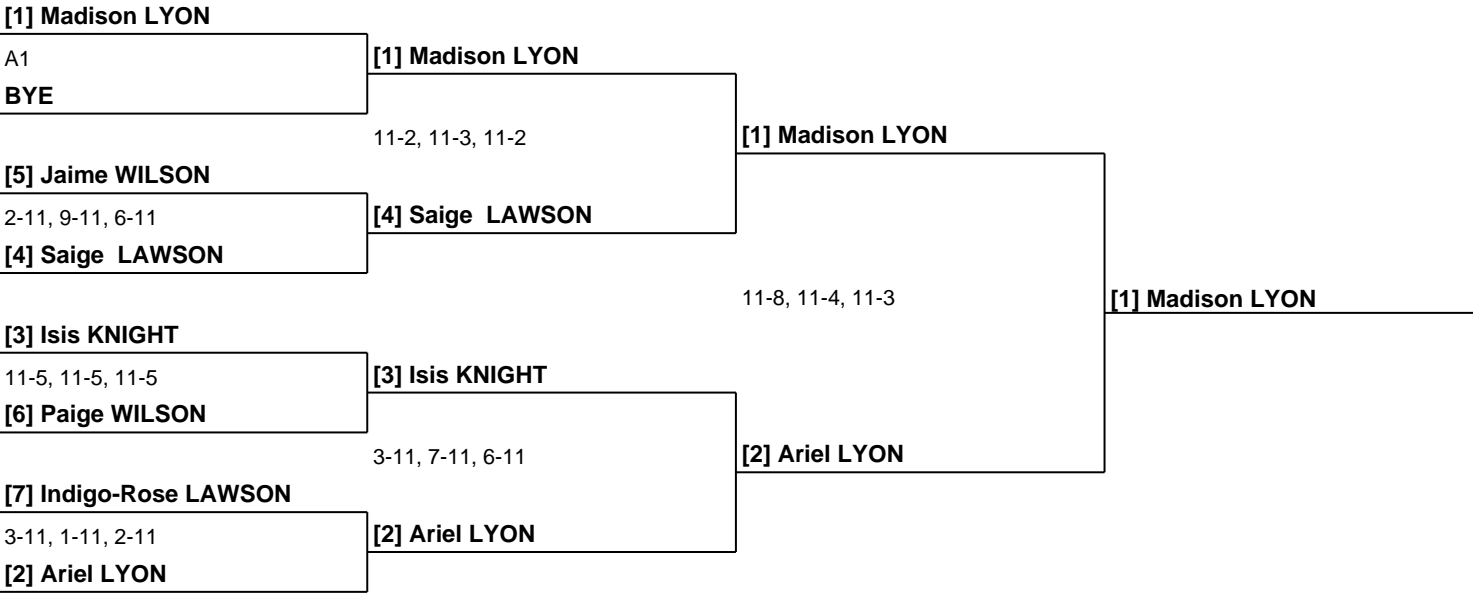 [1] Madison LYON
A1
BYE
[5] Jaime WILSON
2-11, 9-11, 6-11
[4] Saige  LAWSON
[3] Isis KNIGHT
11-5, 11-5, 11-5
[6] Paige WILSON
[7] Indigo-Rose LAWSON
3-11, 1-11, 2-11
[2] Ariel LYON
[1] Madison LYON
11-2, 11-3, 11-2
[4] Saige  LAWSON
[3] Isis KNIGHT
3-11, 7-11, 6-11
[2] Ariel LYON
[1] Madison LYON
11-8, 11-4, 11-3
[2] Ariel LYON
[1] Madison LYON